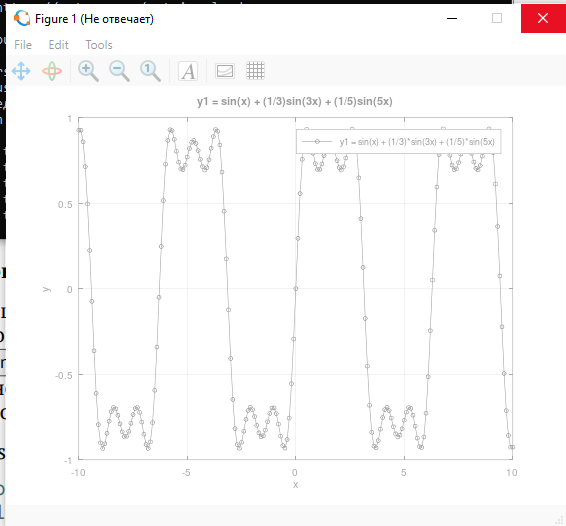 Figure 1 (Не отвечает)
File Edit Tools
A
y1 = sin(x) + (1/3)sin(3x) + (1/5)sin(5x)
y1 = sin(x) + (1/3)*sin(3x) + (1/5)*sin(5x)
1
0.5
0
-0.5
-1
y
-10 -5 0 5 10
x